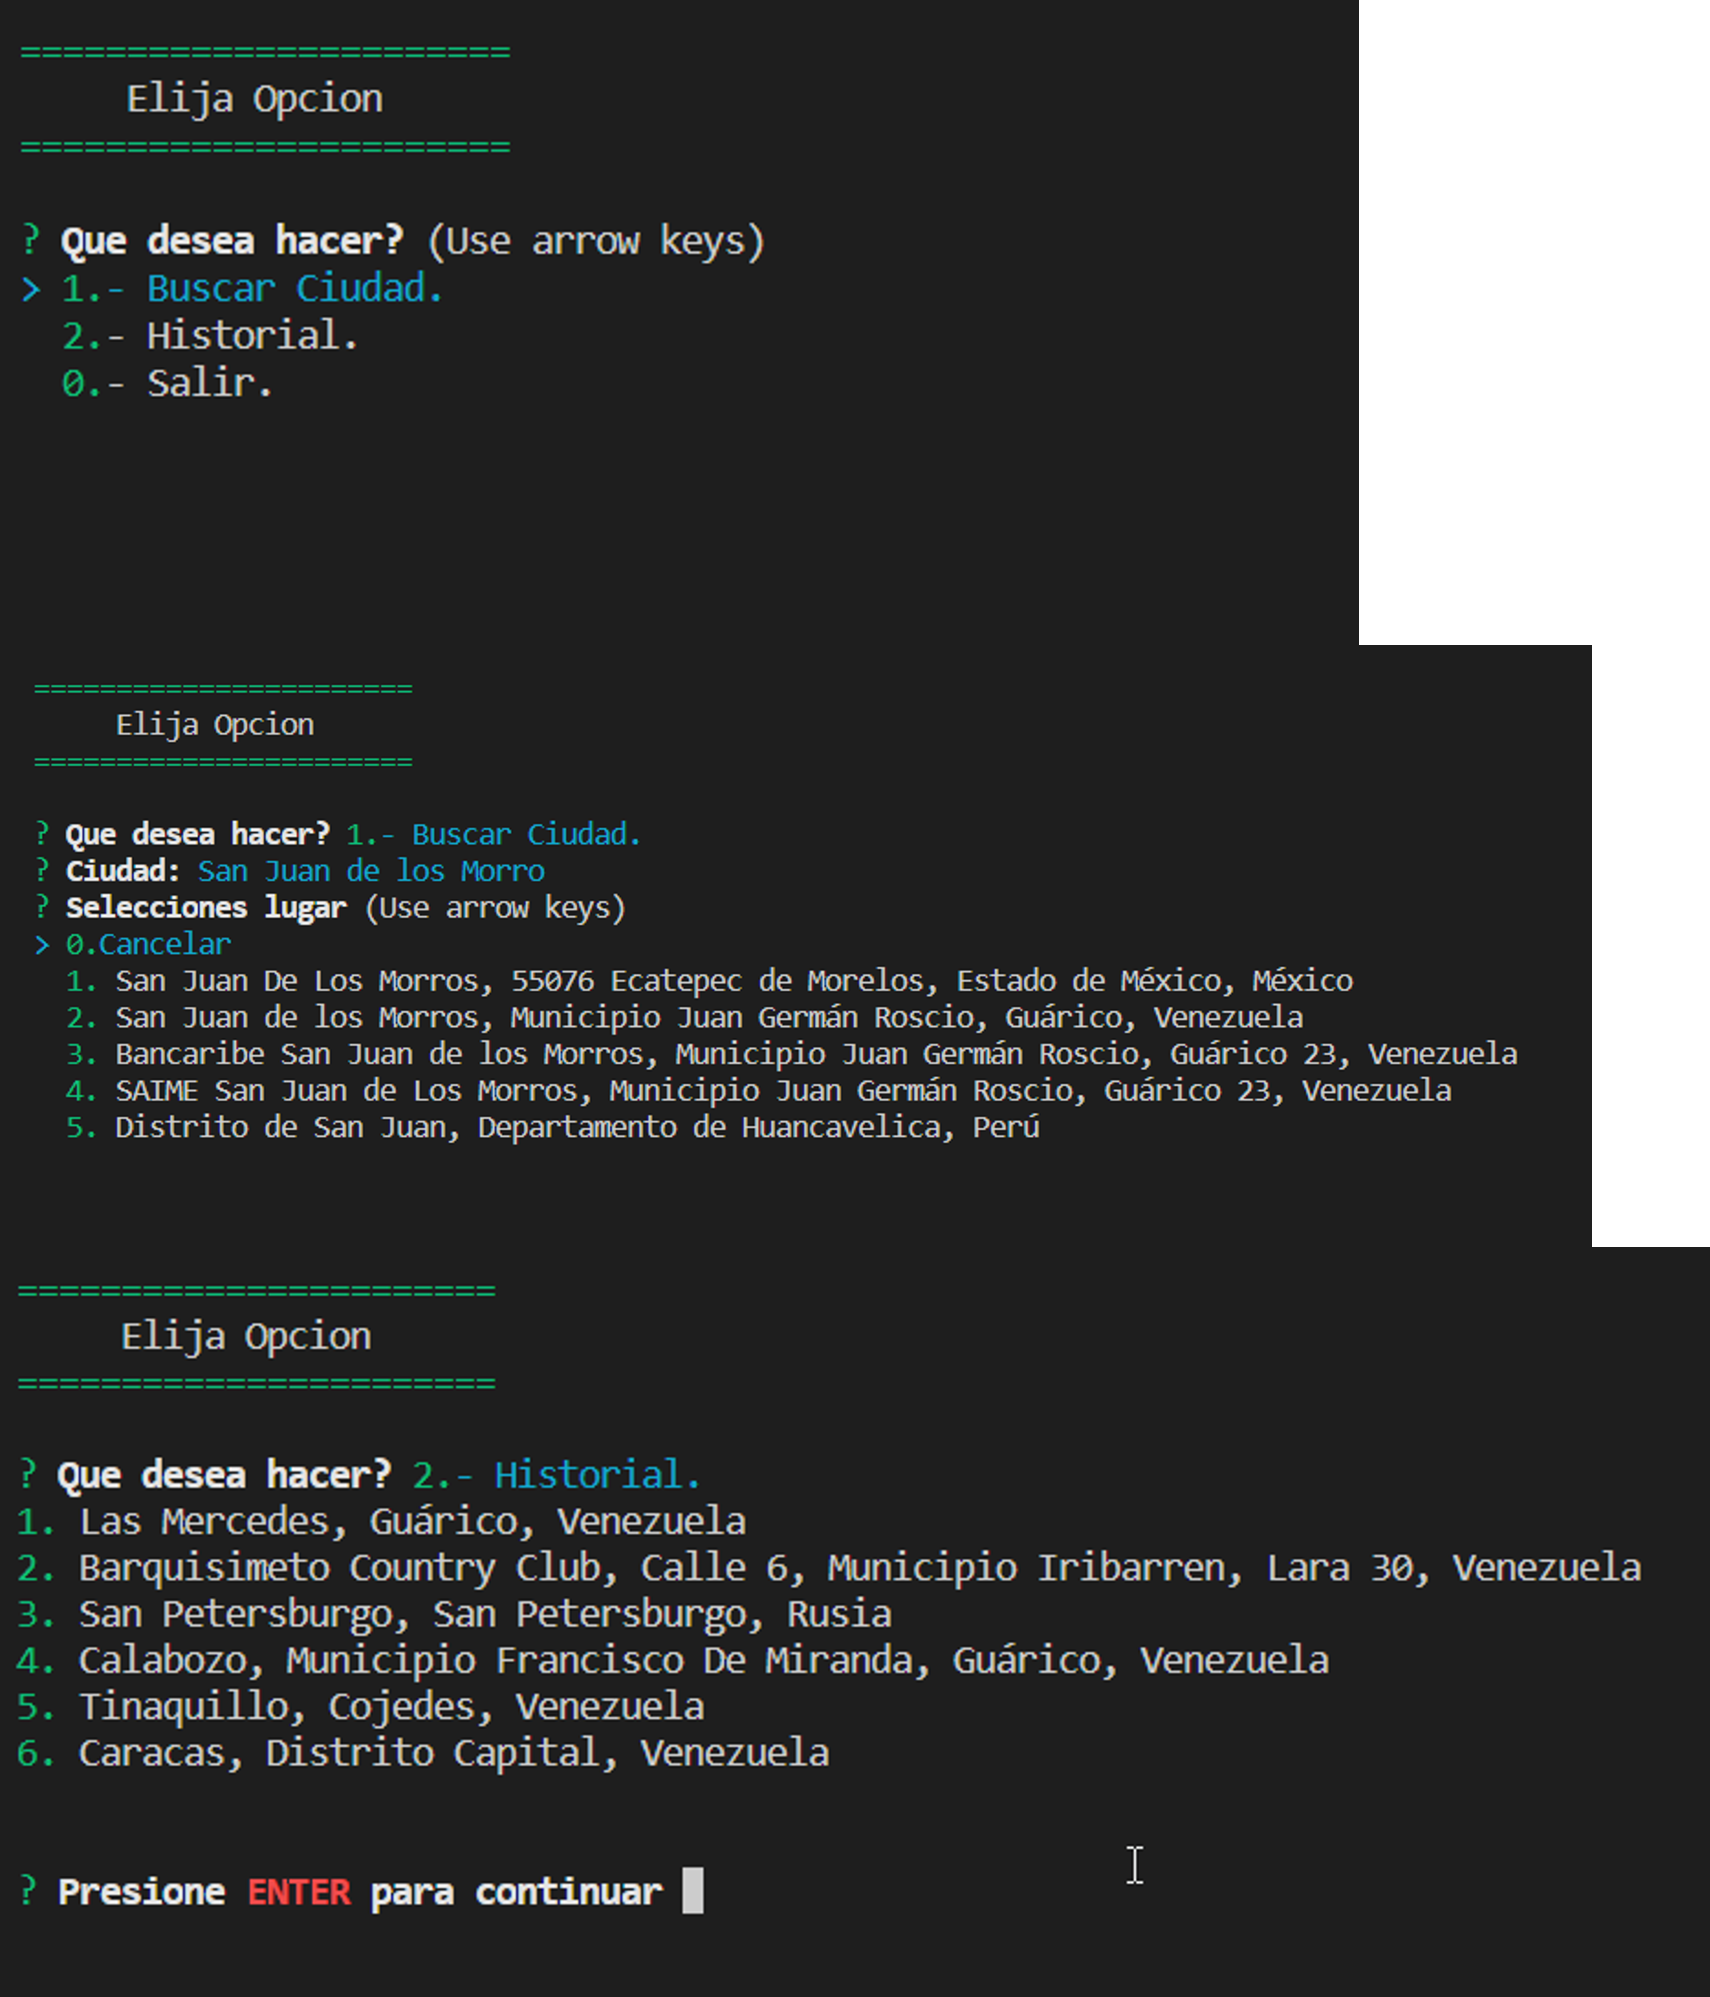 =======================
Elija Opcion
=======================
? Que desea hacer? (Use arrow keys)
> 1.- Buscar Ciudad.
2.- Historial.
0.- Salir.
=======================
Elija Opcion
=======================
? Que desea hacer? 1.- Buscar Ciudad.
? Ciudad: San Juan de los Morro
? Selecciones lugar (Use arrow keys)
> 0.Cancelar
1. San Juan De Los Morros, 55076 Ecatepec de Morelos, Estado de México, México
2. San Juan de los Morros, Municipio Juan Germán Roscio, Guárico, Venezuela
3. Bancaribe San Juan de los Morros, Municipio Juan Germán Roscio, Guárico 23, Venezuela
4. SAIME San Juan de Los Morros, Municipio Juan Germán Roscio, Guárico 23, Venezuela
5. Distrito de San Juan, Departamento de Huancavelica, Perú
=======================
Elija Opcion
=======================
? Que desea hacer? 2.- Historial.
1. Las Mercedes, Guárico, Venezuela
2. Barquisimeto Country Club, Calle 6, Municipio Iribarren, Lara 30, Venezuela
3. San Petersburgo, San Petersburgo, Rusia
4. Calabozo, Municipio Francisco De Miranda, Guárico, Venezuela
5. Tinaquillo, Cojedes, Venezuela
6. Caracas, Distrito Capital, Venezuela
? Presione ENTER para continuar